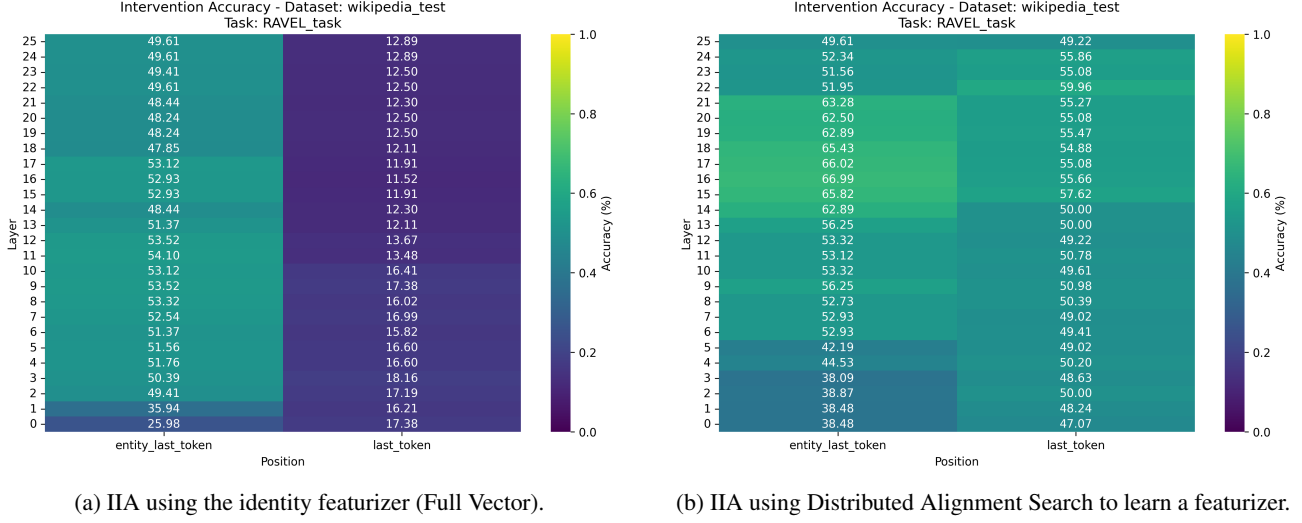 Intervention Accuracy - Dataset: wikipedia_test
Task: RAVEL_task
Layer
25 49.61 12.89
24 49.61 12.89
23 49.41 12.50
22 49.61 12.50
21 48.44 12.30
20 48.24 12.50
19 48.24 12.50
18 47.85 12.11
17 53.12 11.91
16 52.93 11.52
15 52.93 11.91
14 48.44 12.30
13 51.37 12.11
12 53.52 13.67
11 54.10 13.48
10 53.12 16.41
9 53.52 17.38
8 53.32 16.02
7 52.54 16.99
6 51.37 15.82
5 51.56 16.60
4 51.76 16.60
3 50.39 18.16
2 49.41 17.19
1 35.94 16.21
0 25.98 17.38
entity_last_token last_token
Position
1.0
0.8
0.6
0.4
0.2
0.0
Accuracy (%)
(a) IIA using the identity featurizer (Full Vector).
Intervention Accuracy - Dataset: wikipedia_test
Task: RAVEL_task
Layer
25 49.61 49.22
24 52.34 55.86
23 51.56 55.08
22 51.95 59.96
21 63.28 55.27
20 62.50 55.08
19 62.89 55.47
18 65.43 54.88
17 66.02 55.08
16 66.99 55.66
15 65.82 57.62
14 62.89 50.00
13 56.25 50.00
12 53.32 49.22
11 53.12 50.78
10 53.32 49.61
9 56.25 50.98
8 52.73 50.39
7 52.93 49.02
6 52.93 49.41
5 42.19 49.02
4 44.53 50.20
3 38.09 48.63
2 38.87 50.00
1 38.48 48.24
0 38.48 47.07
entity_last_token last_token
Position
1.0
0.8
0.6
0.4
0.2
0.0
Accuracy (%)
(b) IIA using Distributed Alignment Search to learn a featurizer.